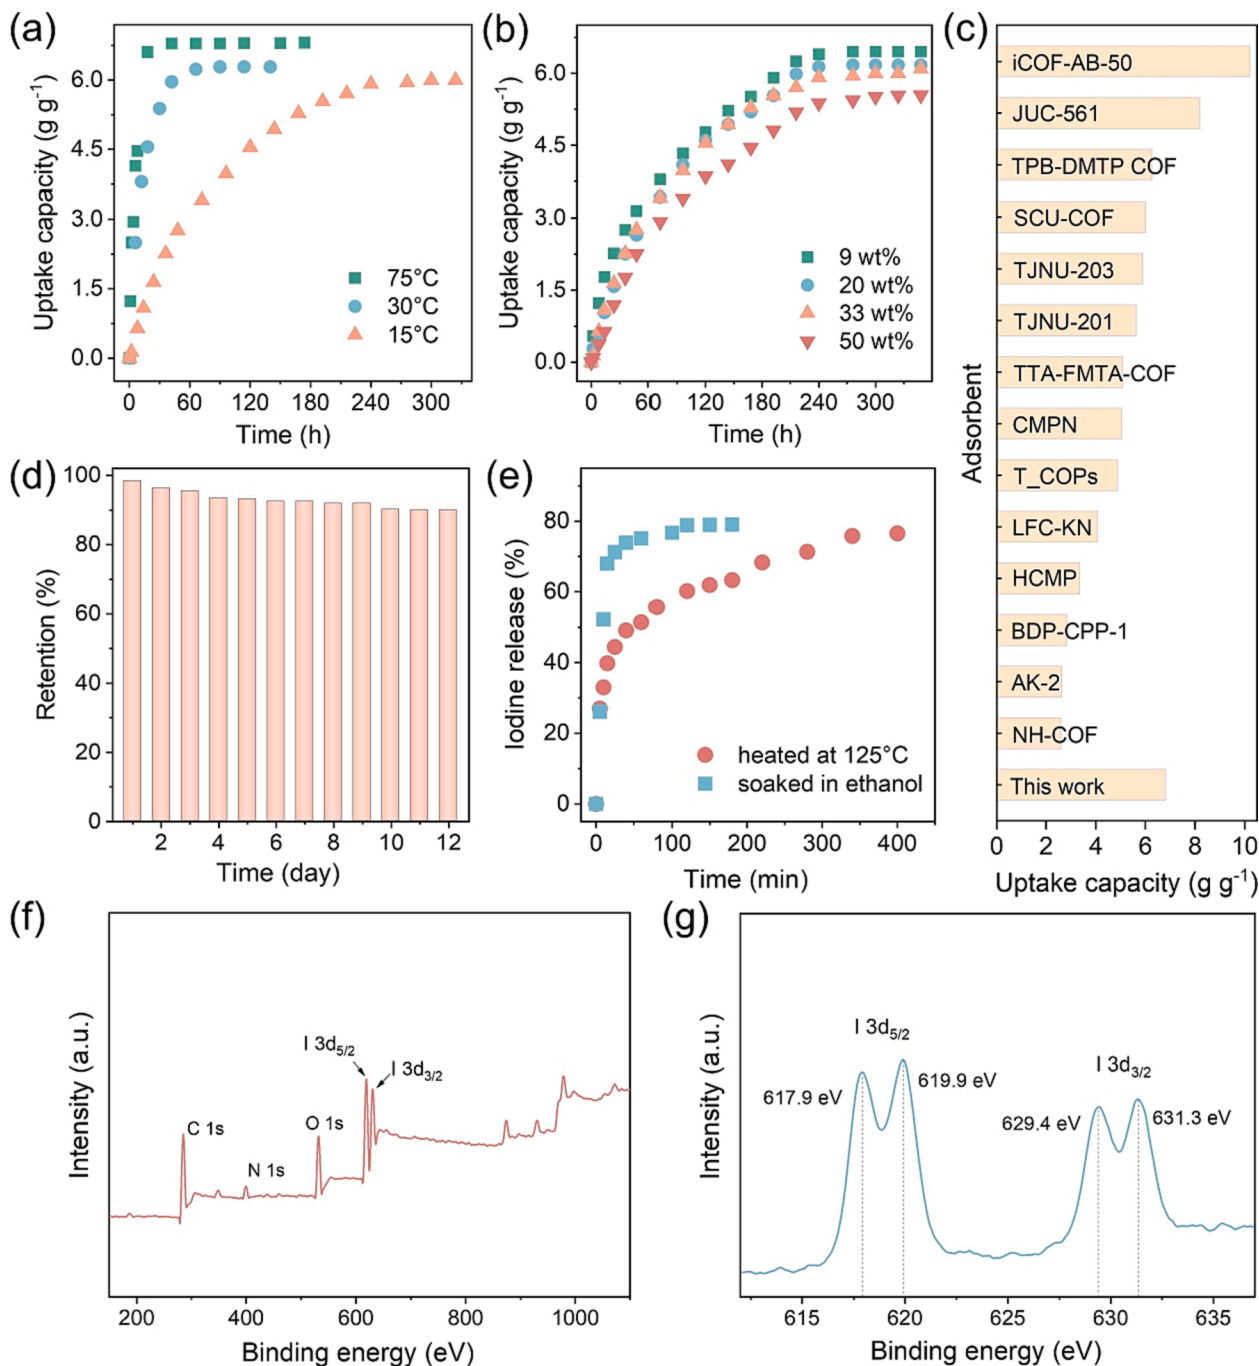 (a)
Uptake capacity (g g⁻¹)
6.0
4.5
3.0
1.5
0.0
75°C
30°C
15°C
0 60 120 180 240 300
Time (h)
(b)
Uptake capacity (g g⁻¹)
6.0
4.5
3.0
1.5
0.0
9 wt%
20 wt%
33 wt%
50 wt%
0 60 120 180 240 300
Time (h)
(c)
Adsorbent
iCOF-AB-50
JUC-561
TPB-DMTP COF
SCU-COF
TJNU-203
TJNU-201
TTA-FMTA-COF
CMPN
T_COPs
LFC-KN
HCMP
BDP-CPP-1
AK-2
NH-COF
This work
0 2 4 6 8 10
Uptake capacity (g g⁻¹)
(d)
Retention (%)
100
80
60
40
20
0
2 4 6 8 10 12
Time (day)
(e)
Iodine release (%)
80
60
40
20
0
heated at 125°C
soaked in ethanol
0 100 200 300 400
Time (min)
(f)
Intensity (a.u.)
C 1s
N 1s
O 1s
I 3d₅/₂
I 3d₃/₂
200 400 600 800 1000
Binding energy (eV)
(g)
Intensity (a.u.)
I 3d₅/₂
617.9 eV
619.9 eV
I 3d₃/₂
629.4 eV
631.3 eV
615 620 625 630 635
Binding energy (eV)